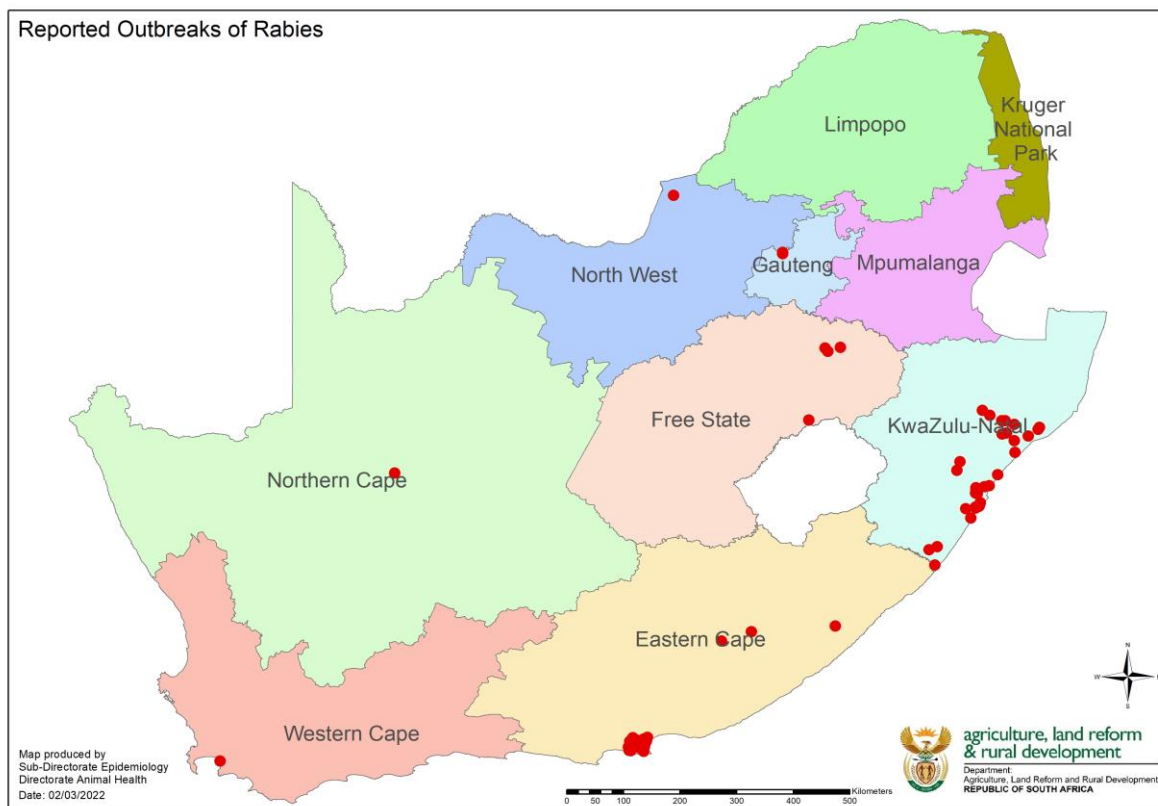 Reported Outbreaks of Rabies
Limpopo
Kruger
National
Park
North West
Gauteng
Mpumalanga
Free State
KwaZulu-Natal
Northern Cape
Eastern Cape
Western Cape
N
W
S
Map produced by
Sub-Directorate Epidemiology
Directorate Animal Health
Date: 02/03/2022
Kilometers
0 50 100 200 300 400 500
agriculture, land reform
& rural development
Department:
Agriculture, Land Reform and Rural Development
REPUBLIC OF SOUTH AFRICA